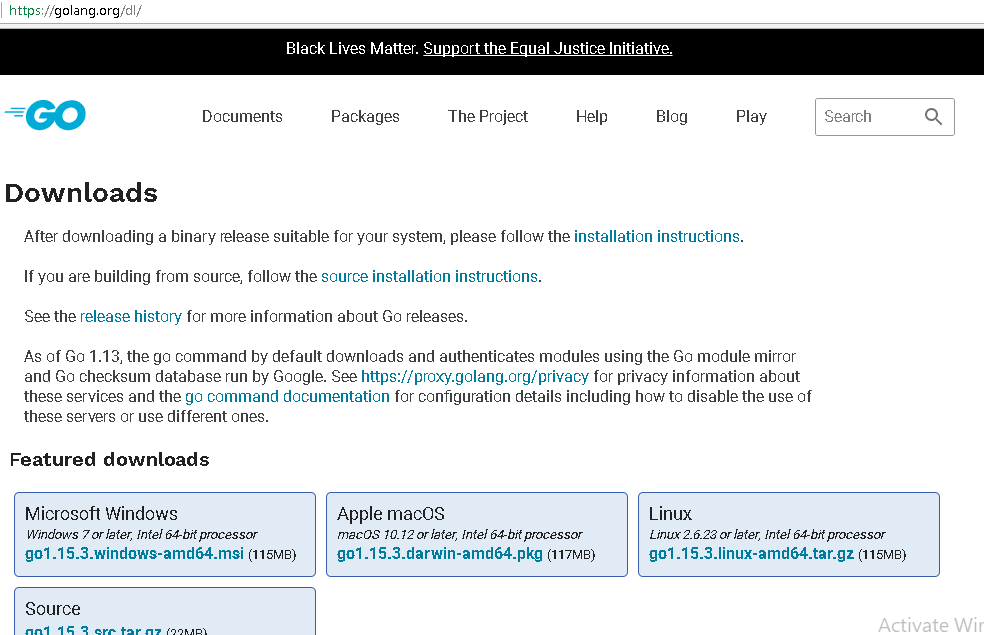 https://golang.org/dl/
Black Lives Matter. Support the Equal Justice Initiative.
GO
Documents Packages The Project Help Blog Play Search
Downloads
After downloading a binary release suitable for your system, please follow the installation instructions.
If you are building from source, follow the source installation instructions.
See the release history for more information about Go releases.
As of Go 1.13, the go command by default downloads and authenticates modules using the Go module mirror
and Go checksum database run by Google. See https://proxy.golang.org/privacy for privacy information about
these services and the go command documentation for configuration details including how to disable the use of
these servers or use different ones.
Featured downloads
Microsoft Windows
Windows 7 or later, Intel 64-bit processor
go1.15.3.windows-amd64.msi (115MB)
Apple macOS
macOS 10.12 or later, Intel 64-bit processor
go1.15.3.darwin-amd64.pkg (117MB)
Linux
Linux 2.6.23 or later, Intel 64-bit processor
go1.15.3.linux-amd64.tar.gz (115MB)
Source
go1.15.3.src.tar.gz (22MB)
Activate Win